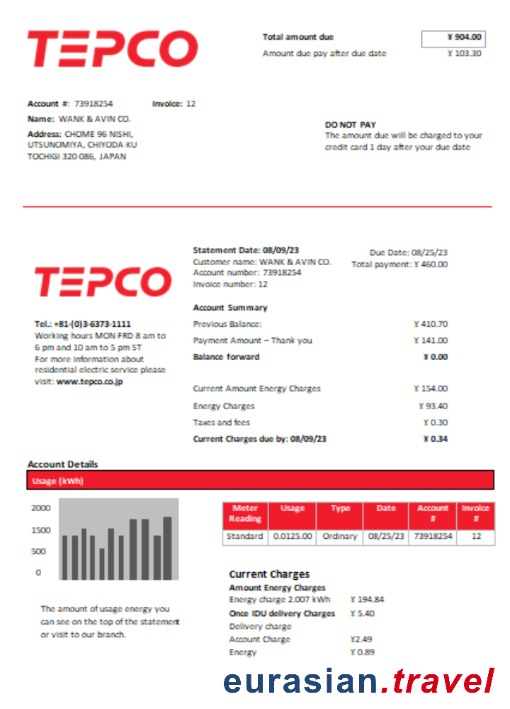 TEPCO
Total amount due ¥ 904.00
Amount due pay after due date ¥ 103.30
Account #: 73918254 Invoice: 12
Name: WANK & AVIN CO.
Address: CHOME 96 NISHI,
UTSUNOMIYA, CHIYODA-KU
TOCHIGI 320 086, JAPAN
DO NOT PAY
The amount due will be charged to your
credit card 1 day after your due date
TEPCO
Tel.: +81-(0)3-6373-1111
Working hours MON-FRD 8 am to
6 pm and 10 am to 5 pm ST
For more information about
residential electric service please
visit: www.tepco.co.jp
Statement Date: 08/09/23
Customer name: WANK & AVIN CO.
Account number: 73918254
Invoice number: 12
Due Date: 08/25/23
Total payment: ¥ 460.00
Account Summary
Previous Balance: ¥ 410.70
Payment Amount – Thank you ¥ 141.00
Balance forward ¥ 0.00
Current Amount Energy Charges ¥ 154.00
Energy Charges ¥ 93.40
Taxes and fees ¥ 0.30
Current Charges due by: 08/09/23 ¥ 0.34
Account Details
Usage (kWh)
2000
1500
500
0
The amount of usage energy you
can see on the top of the statement
or visit to our branch.
Meter Reading Usage Type Date Account # Invoice #
Standard 0.0125.00 Ordinary 08/25/23 73918254 12
Current Charges
Amount Energy Charges
Energy charge 2.007 kWh ¥ 194.84
Once IDU delivery Charges ¥ 5.40
Delivery charge
Account Charge ¥2.49
Energy ¥ 0.89
eurasian.travel